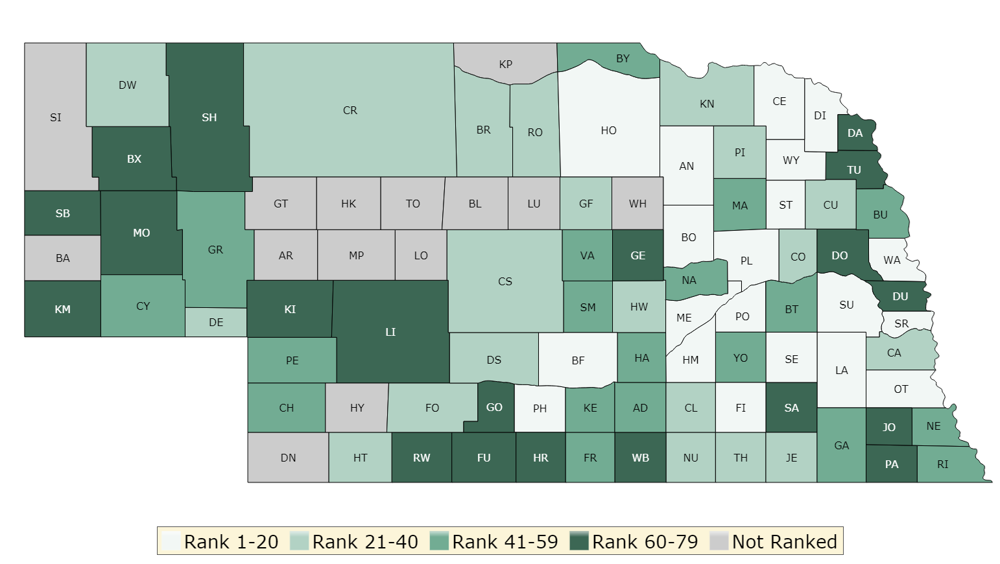 KP
BY
DW
SI
SH
CR
KN
CE
DI
BR
RO
HO
DA
BX
AN
PI
WY
TU
GT
HK
TO
BL
LU
GF
WH
MA
ST
CU
BU
SB
MO
GR
BA
AR
MP
LO
CS
VA
GE
BO
PL
CO
DO
WA
NA
KM
CY
DE
KI
LI
SM
HW
ME
PO
BT
SU
DU
SR
PE
DS
BF
HA
HM
YO
SE
LA
CA
OT
CH
HY
FO
GO
PH
KE
AD
CL
FI
SA
GA
JO
NE
DN
HT
RW
FU
HR
FR
WB
NU
TH
JE
PA
RI
Rank 1-20 Rank 21-40 Rank 41-59 Rank 60-79 Not Ranked